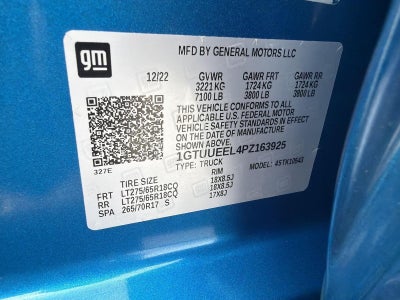 gm
MFD BY GENERAL MOTORS LLC
12/22 GVWR GAWR FRT GAWR RR
3221 KG 1724 KG 1724 KG
7100 LB 3800 LB 3800 LB
THIS VEHICLE CONFORMS TO ALL
APPLICABLE U.S. FEDERAL MOTOR
VEHICLE SAFETY STANDARDS IN EFFECT
ON THE DATE OF MANUFACTURE
SHOWN ABOVE.
1GTUUEEL4PZ163925
327E TYPE: TRUCK 4STK10543
TIRE SIZE RIM
FRT LT275/65R18CQ 18X8.5J
RR LT275/65R18CQ 18X8.5J
SPA 265/70R17 S 17X8J